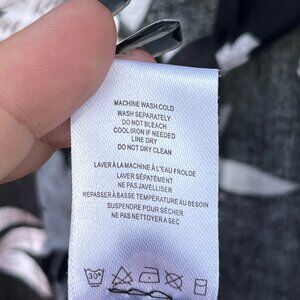 MACHINE WASH COLD
WASH SEPARATELY
DO NOT BLEACH
COOL IRON IF NEEDED
LINE DRY
DO NOT DRY CLEAN
LAVER À LA MACHINE À L'EAU FROIDE
LAVER SÉPATÉMENT
NE PAS JAVELLISER
REPASSER À BASSE TEMPÉRATURE AU BESOIN
SUSPENDRE POUR SÉCHER
NE PAS NETTOYER A SEC
30°